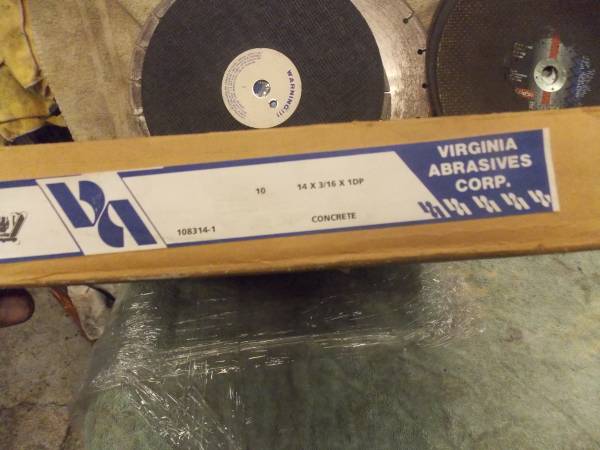 WARNING!!!
VIRGINIA
ABRASIVES
CORP.
10 14 X 3/16 X 1DP
108314-1 CONCRETE